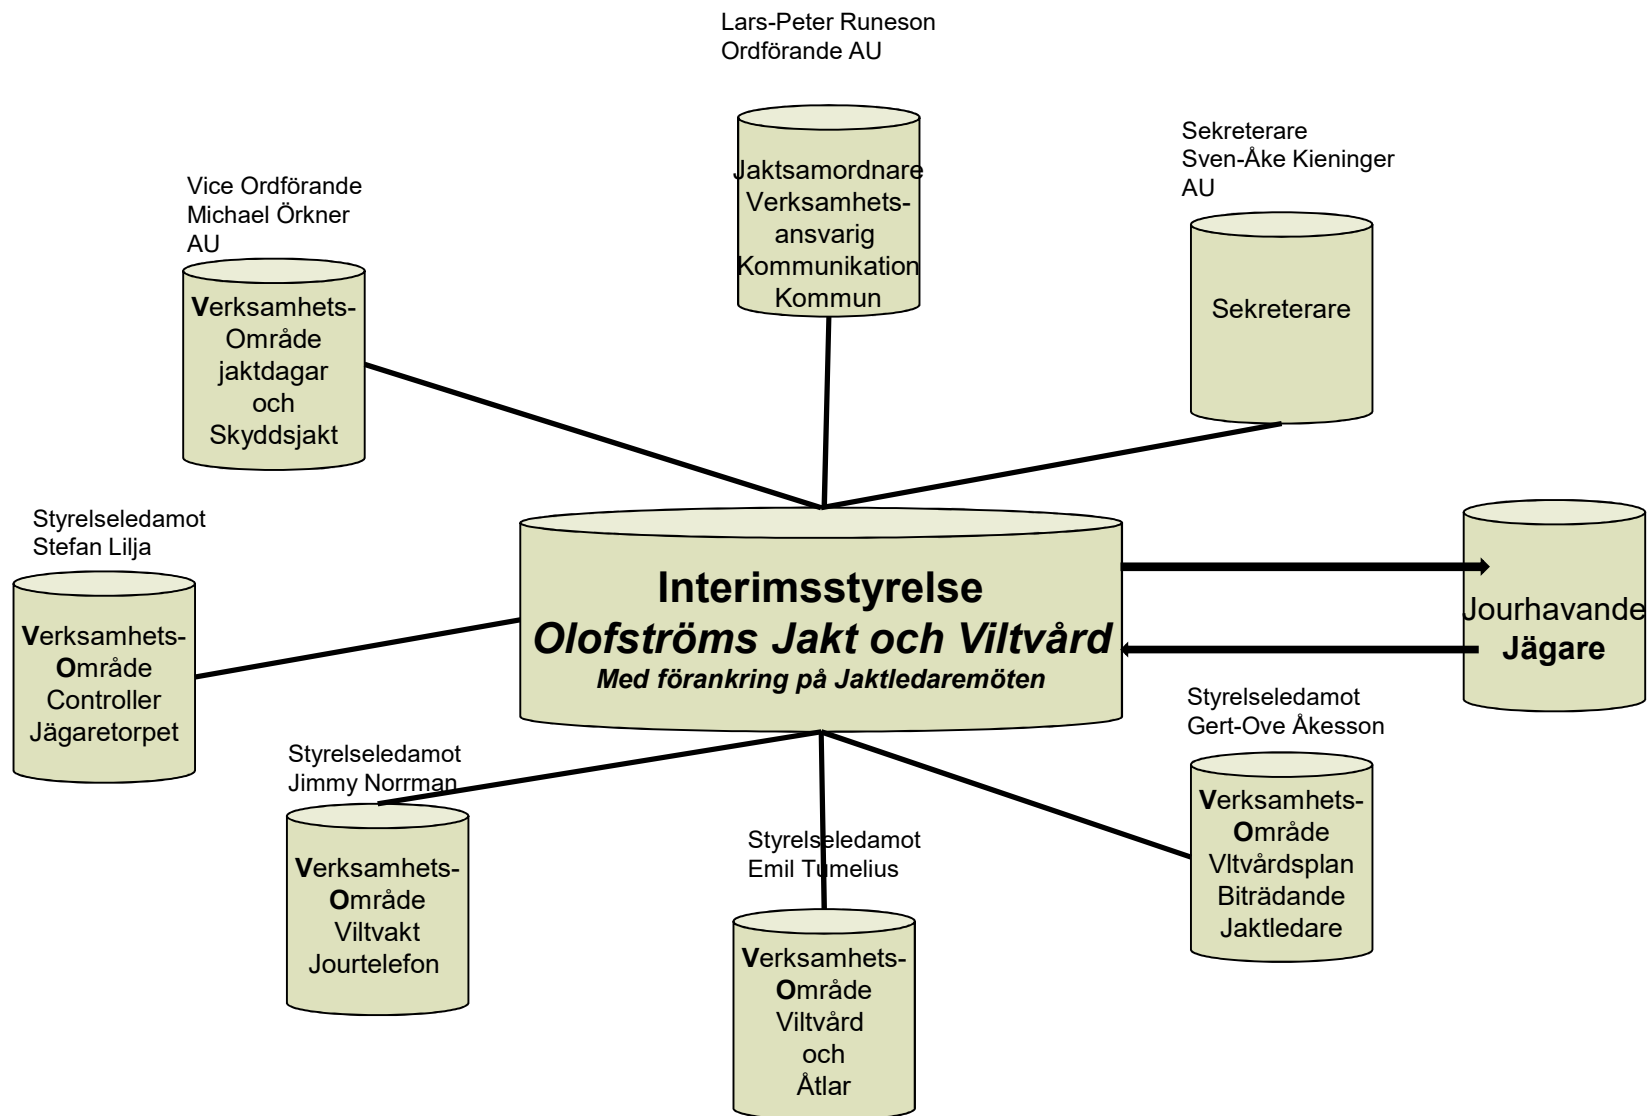 Lars-Peter Runeson
Ordförande AU
Jaktsamordnare
Verksamhets-
ansvarig
Kommunikation
Kommun
Sekreterare
Sven-Åke Kieninger
AU
Sekreterare
Vice Ordförande
Michael Örkner
AU
Verksamhets-
Område
jaktdagar
och
Skyddsjakt
Styrelseledamot
Stefan Lilja
Verksamhets-
Område
Controller
Jägaretorpet
Interimsstyrelse
Olofströms Jakt och Viltvård
Med förankring på Jaktledaremöten
Jourhavande
Jägare
Styrelseledamot
Jimmy Norrman
Verksamhets-
Område
Viltvakt
Jourtelefon
Styrelseledamot
Emil Tumelius
Verksamhets-
Område
Viltvård
och
Åtlar
Styrelseledamot
Gert-Ove Åkesson
Verksamhets-
Område
Vltvårdsplan
Biträdande
Jaktledare